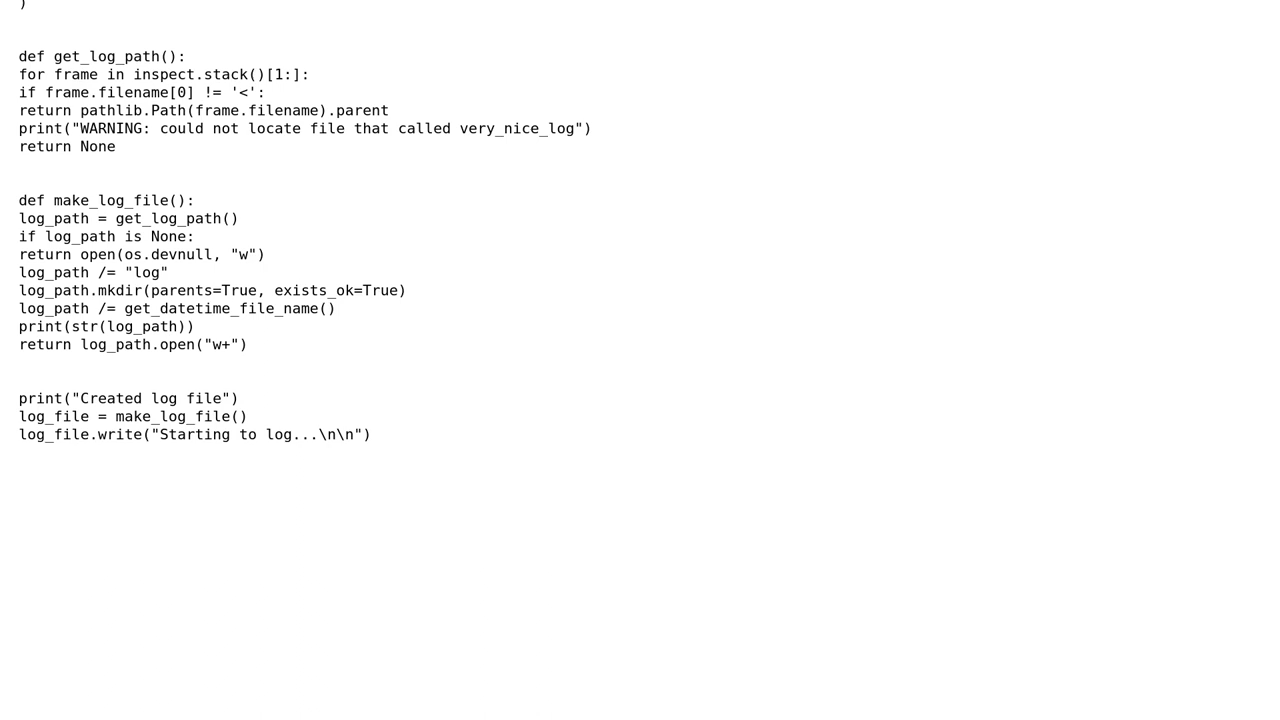 )
def get_log_path():
for frame in inspect.stack()[1:]:
if frame.filename[0] != '<':
return pathlib.Path(frame.filename).parent
print("WARNING: could not locate file that called very_nice_log")
return None
def make_log_file():
log_path = get_log_path()
if log_path is None:
return open(os.devnull, "w")
log_path /= "log"
log_path.mkdir(parents=True, exists_ok=True)
log_path /= get_datetime_file_name()
print(str(log_path))
return log_path.open("w+")
print("Created log file")
log_file = make_log_file()
log_file.write("Starting to log...\n\n")